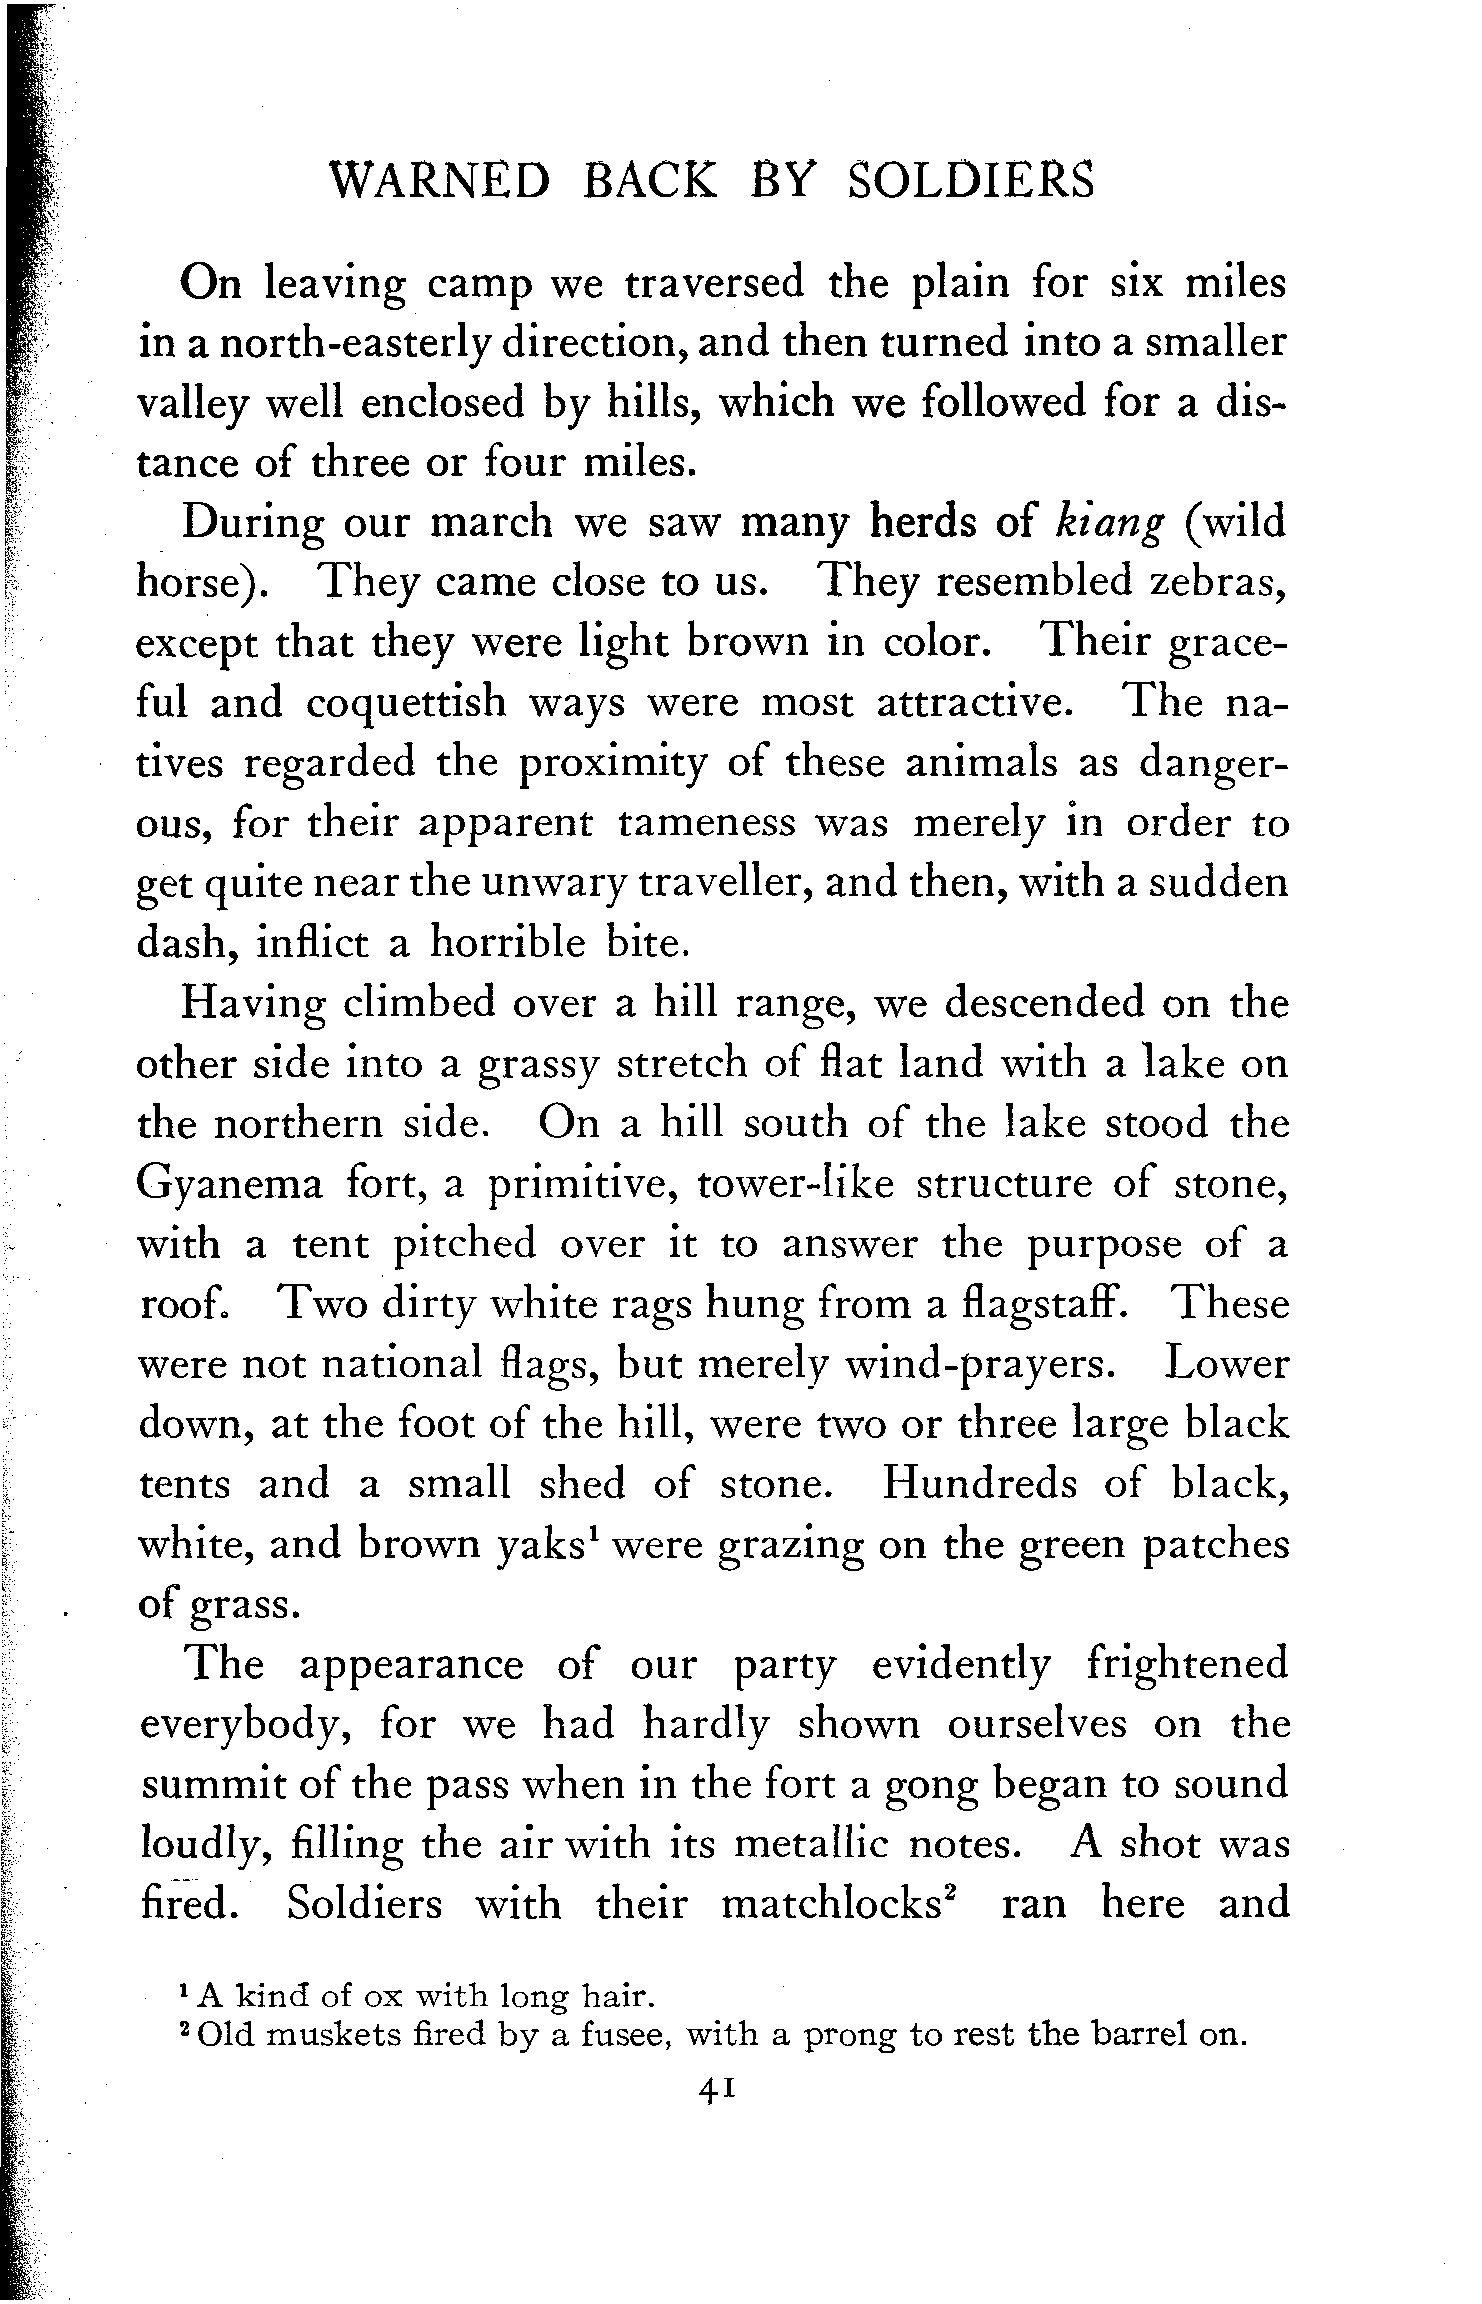 WARNED BACK BY SOLDIERS
On leaving camp we traversed the plain for six miles
in a north-easterly direction, and then turned into a smaller
valley well enclosed by hills, which we followed for a dis-
tance of three or four miles.
During our march we saw many herds of kiang (wild
horse). They came close to us. They resembled zebras,
except that they were light brown in color. Their grace-
ful and coquettish ways were most attractive. The na-
tives regarded the proximity of these animals as danger-
ous, for their apparent tameness was merely in order to
get quite near the unwary traveller, and then, with a sudden
dash, inflict a horrible bite.
Having climbed over a hill range, we descended on the
other side into a grassy stretch of flat land with a lake on
the northern side. On a hill south of the lake stood the
Gyanema fort, a primitive, tower-like structure of stone,
with a tent pitched over it to answer the purpose of a
roof. Two dirty white rags hung from a flagstaff. These
were not national flags, but merely wind-prayers. Lower
down, at the foot of the hill, were two or three large black
tents and a small shed of stone. Hundreds of black,
white, and brown yaks¹ were grazing on the green patches
of grass.
The appearance of our party evidently frightened
everybody, for we had hardly shown ourselves on the
summit of the pass when in the fort a gong began to sound
loudly, filling the air with its metallic notes. A shot was
fired. Soldiers with their matchlocks² ran here and
¹ A kind of ox with long hair.
² Old muskets fired by a fusee, with a prong to rest the barrel on.
41